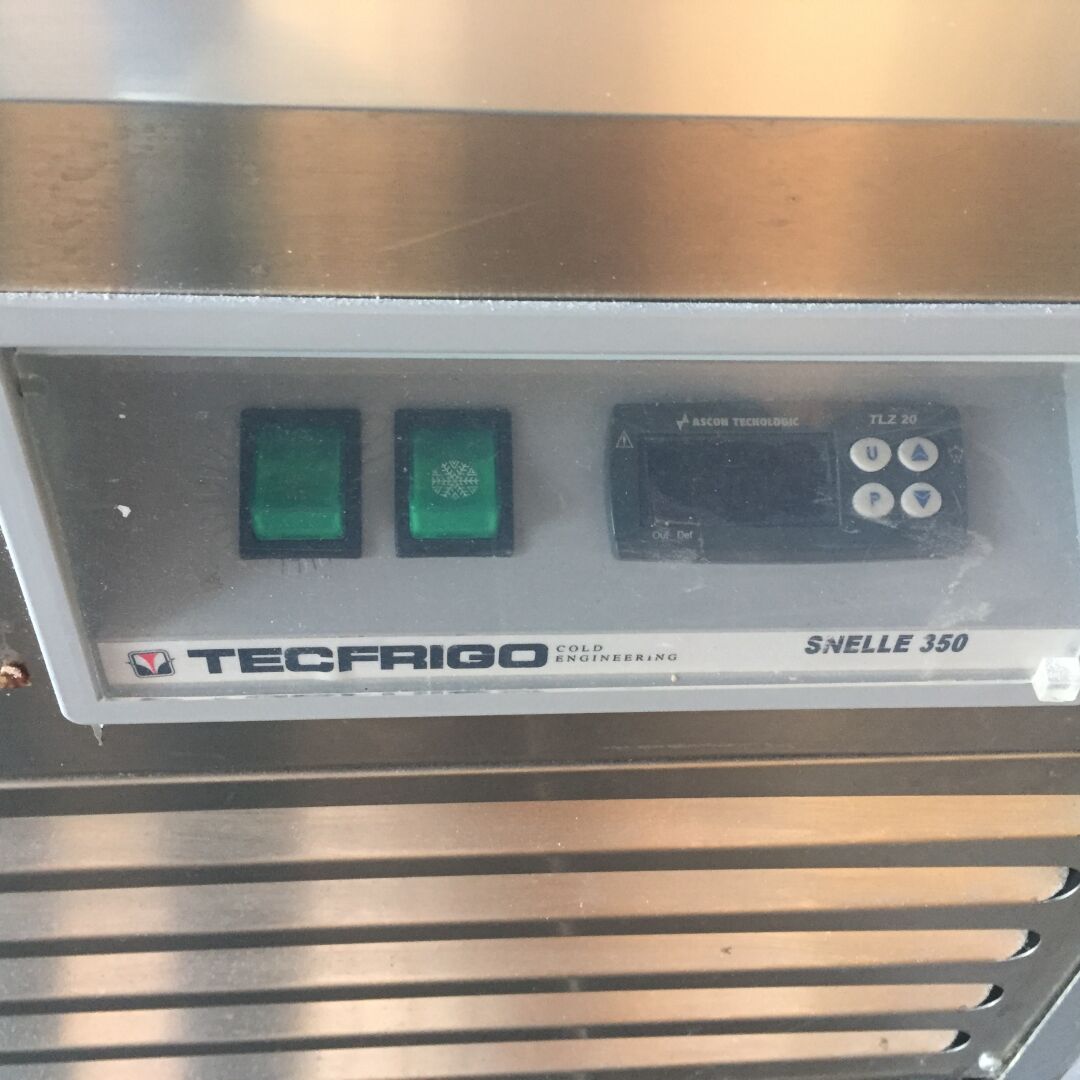 ASCON TECNOLOGIC
TLZ 20
U
P
Out Def
TECFRIGO
COLD
ENGINEERING
SNELLE 350